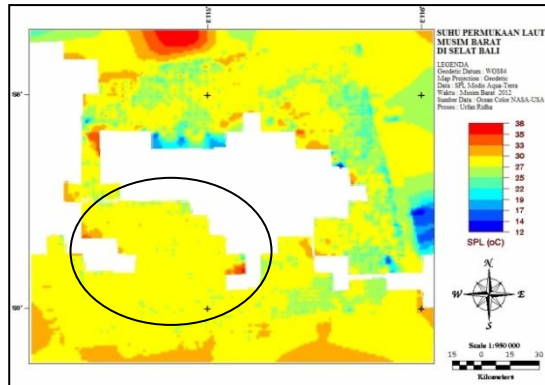 SUHU PERMUKAAN LAUT
MUSIM BARAT
DI SELAT BALI
LEGENDA
Geodetic Datum : WGS84
Map Projection : Geodetic
Data : SPL Modis Aqua-Terra
Waktu : Musim Barat 2012
Sumber Data : Ocean Color NASA-USA
Proses : Urfan Ridha
38
35
33
30
27
25
22
19
17
14
12
SPL (oC)
N
W
E
S
Scale 1:950 000
15 0 15 30
Kilometers